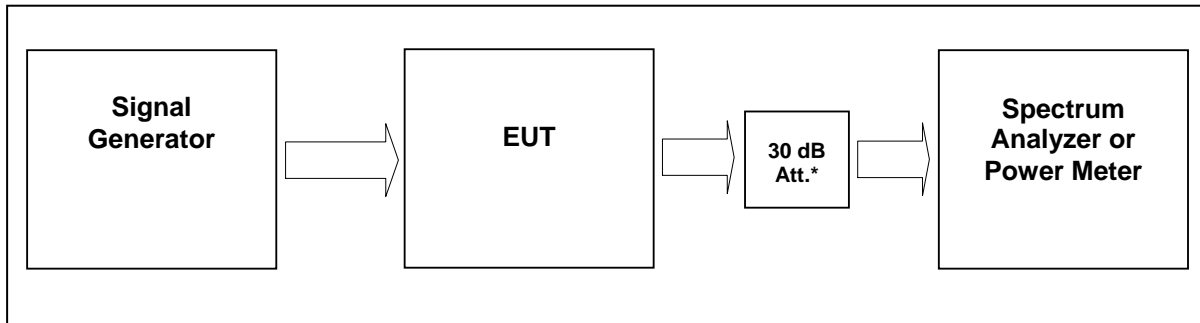 Signal
Generator
EUT
30 dB
Att.*
Spectrum
Analyzer or
Power Meter